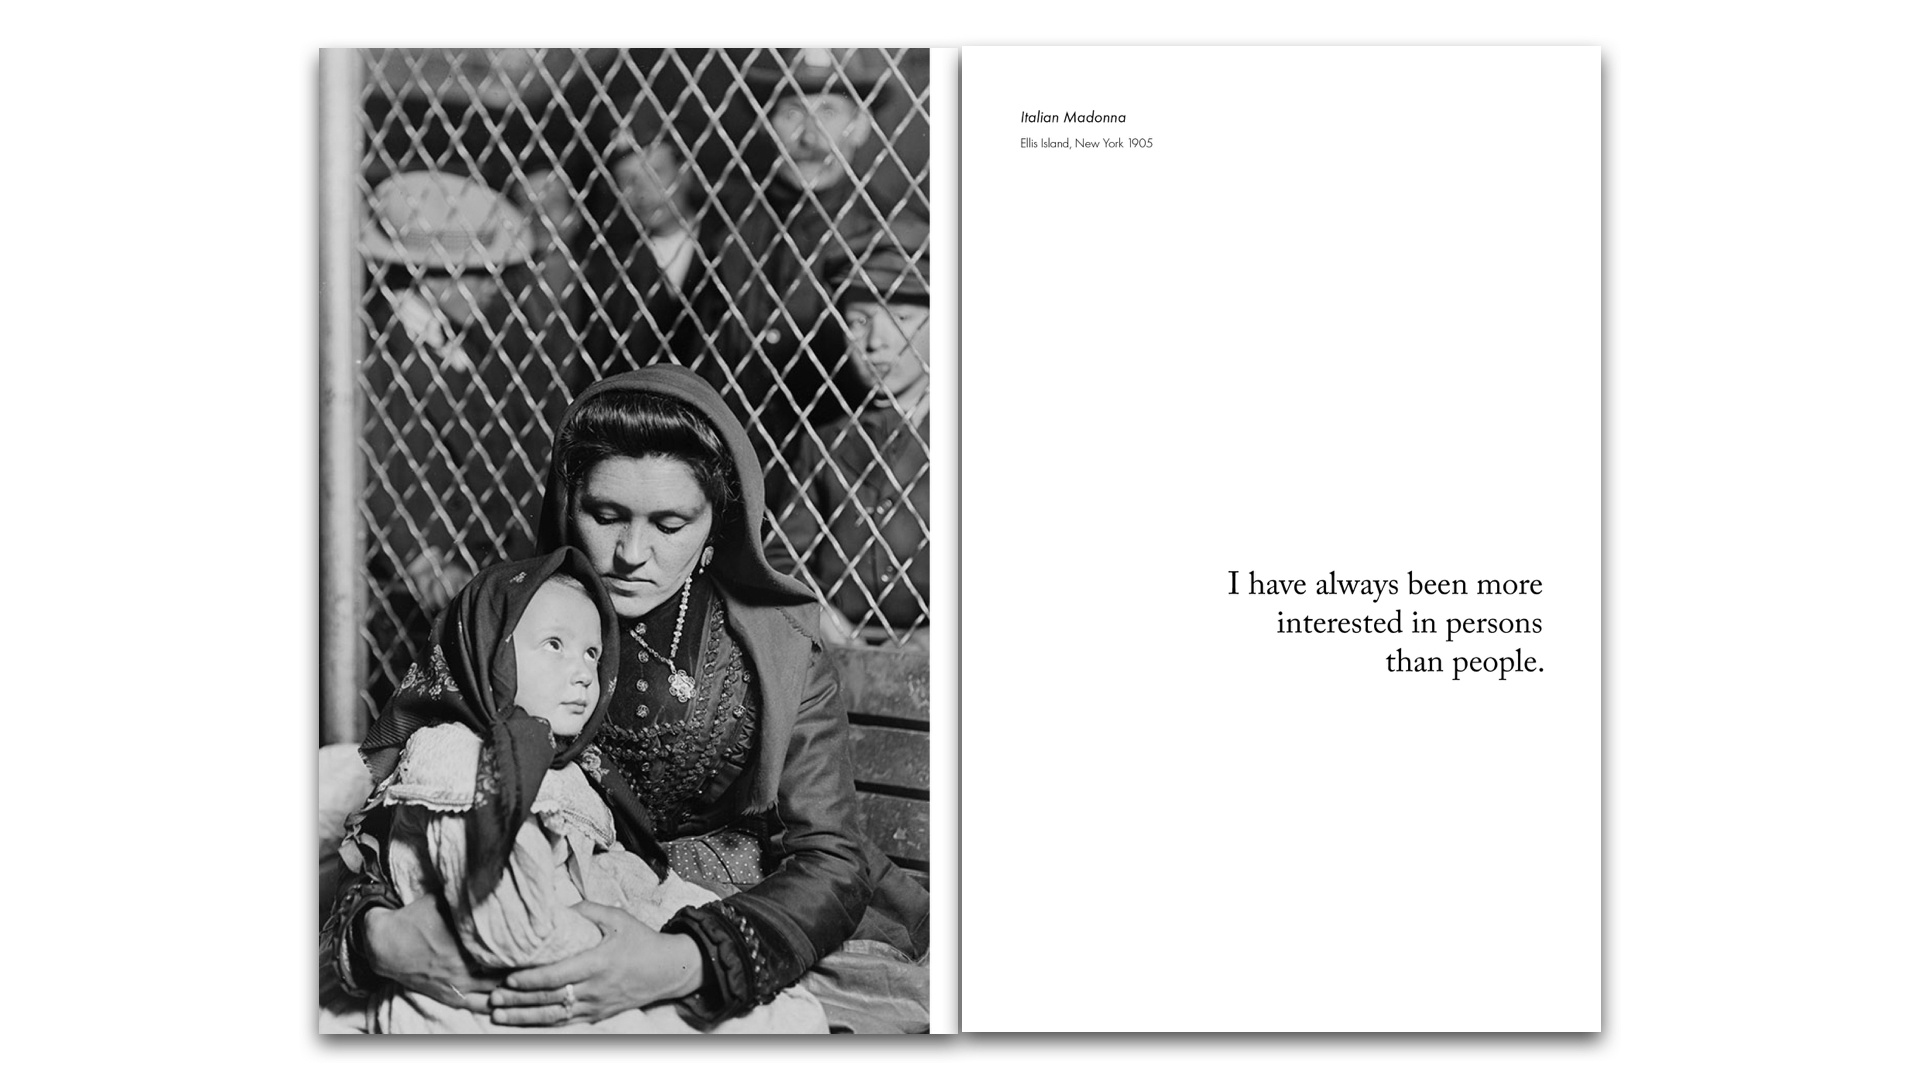 Italian Madonna
Ellis Island, New York 1905
I have always been more
interested in persons
than people.